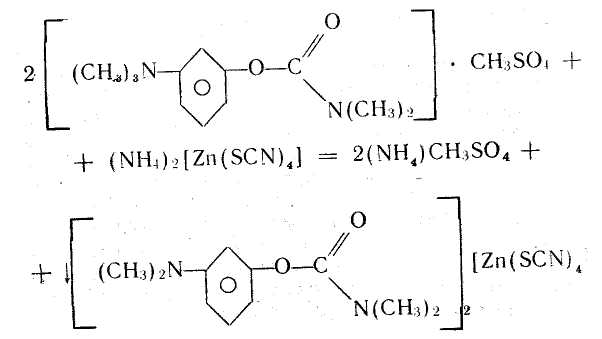 O
2 [ (CH₃)₃N O—C ] · CH₃SO₄ +
N(CH₃)₂
+ (NH₄)₂[Zn(SCN)₄] = 2(NH₄)CH₃SO₄ +
O
+ ↓ [ (CH₃)₂N O—C ]₂ [Zn(SCN)₄
N(CH₃)₂